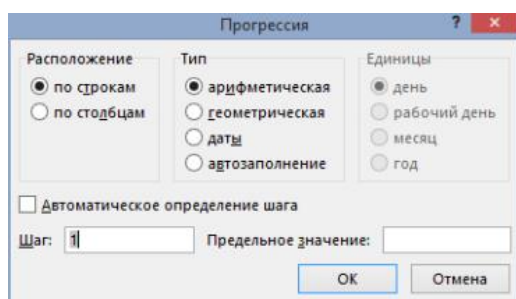 Прогрессия ?
Расположение
по строкам
по столбцам
Тип
арифметическая
геометрическая
даты
автозаполнение
Единицы
день
рабочий день
месяц
год
Автоматическое определение шага
Шаг: 1 Предельное значение:
ОК Отмена